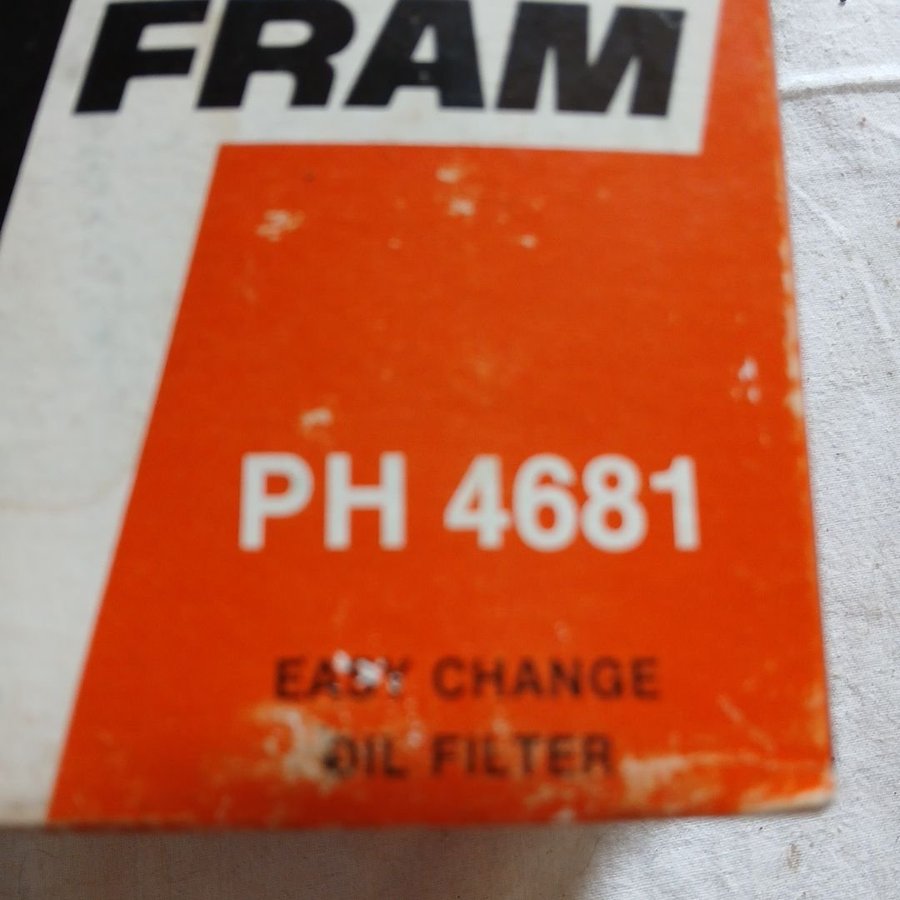 FRAM
PH 4681
EASY CHANGE
OIL FILTER